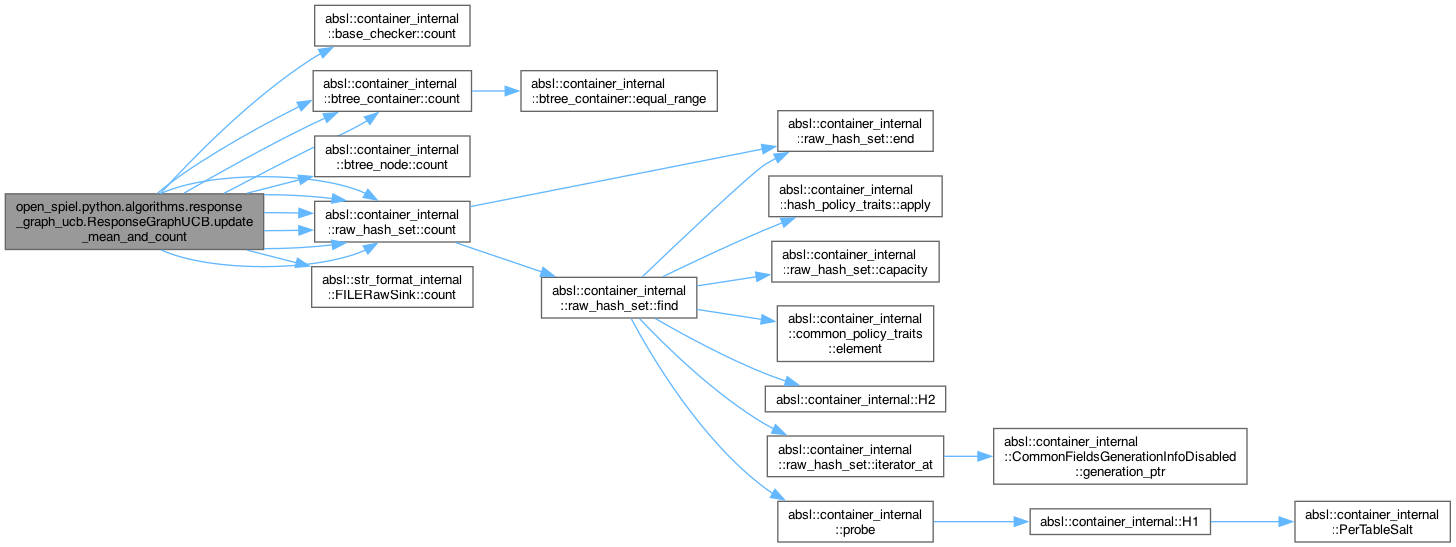 absl::container_internal
::base_checker::count
absl::container_internal
::btree_container::count
absl::container_internal
::btree_container::equal_range
absl::container_internal
::btree_node::count
open_spiel.python.algorithms.response
_graph_ucb.ResponseGraphUCB.update
_mean_and_count
absl::container_internal
::raw_hash_set::count
absl::str_format_internal
::FILERawSink::count
absl::container_internal
::raw_hash_set::find
absl::container_internal
::raw_hash_set::end
absl::container_internal
::hash_policy_traits::apply
absl::container_internal
::raw_hash_set::capacity
absl::container_internal
::common_policy_traits
::element
absl::container_internal::H2
absl::container_internal
::raw_hash_set::iterator_at
absl::container_internal
::CommonFieldsGenerationInfoDisabled
::generation_ptr
absl::container_internal
::probe
absl::container_internal::H1
absl::container_internal
::PerTableSalt